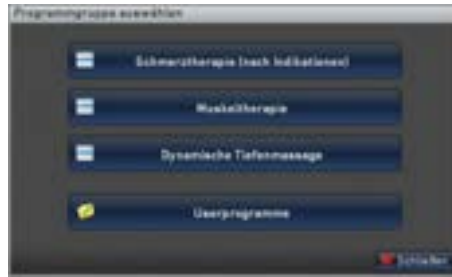 Programmgruppe auswählen
Schmerztherapie (nach Indikationen)
Muskeltherapie
Dynamische Tiefenmassage
Userprogramme
Schließen